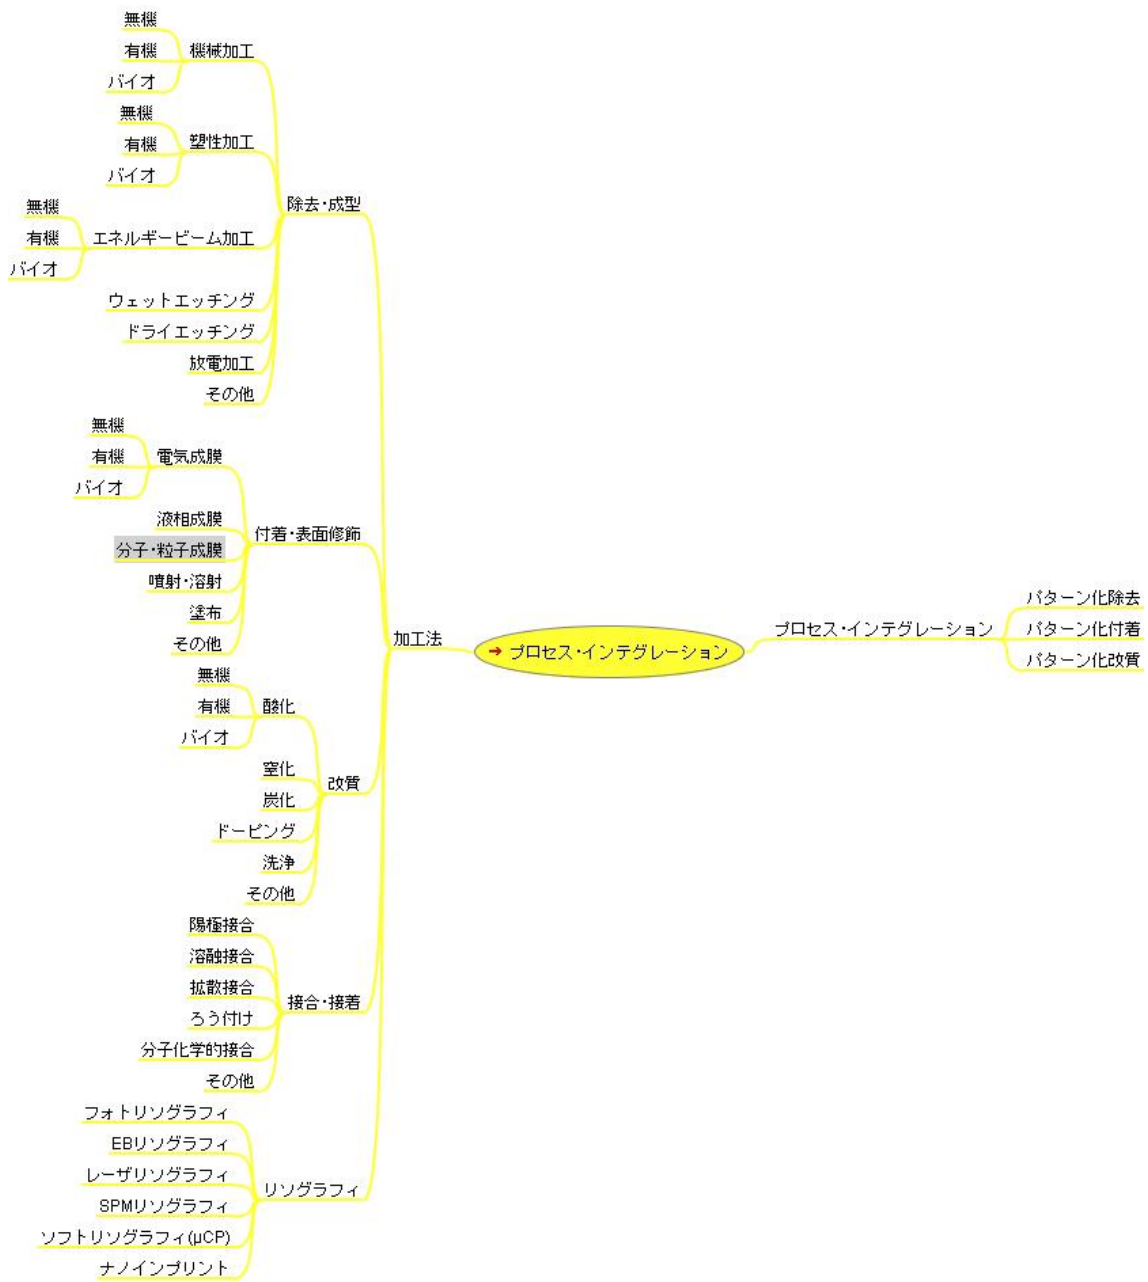 無機
有機
バイオ
機械加工
無機
有機
バイオ
塑性加工
無機
有機
バイオ
エネルギービーム加工
ウェットエッチング
ドライエッチング
放電加工
その他
除去・成型
無機
有機
バイオ
電気成膜
液相成膜
分子・粒子成膜
噴射・溶射
塗布
その他
付着・表面修飾
無機
有機
バイオ
酸化
窒化
炭化
ドーピング
洗浄
その他
改質
陽極接合
溶融接合
拡散接合
ろう付け
分子化学的接合
その他
接合・接着
フォトリソグラフィ
EBリソグラフィ
レーザリソグラフィ
SPMリソグラフィ
ソフトリソグラフィ(μCP)
ナノインプリント
リソグラフィ
加工法
プロセス・インテグレーション
プロセス・インテグレーション
パターン化除去
パターン化付着
パターン化改質